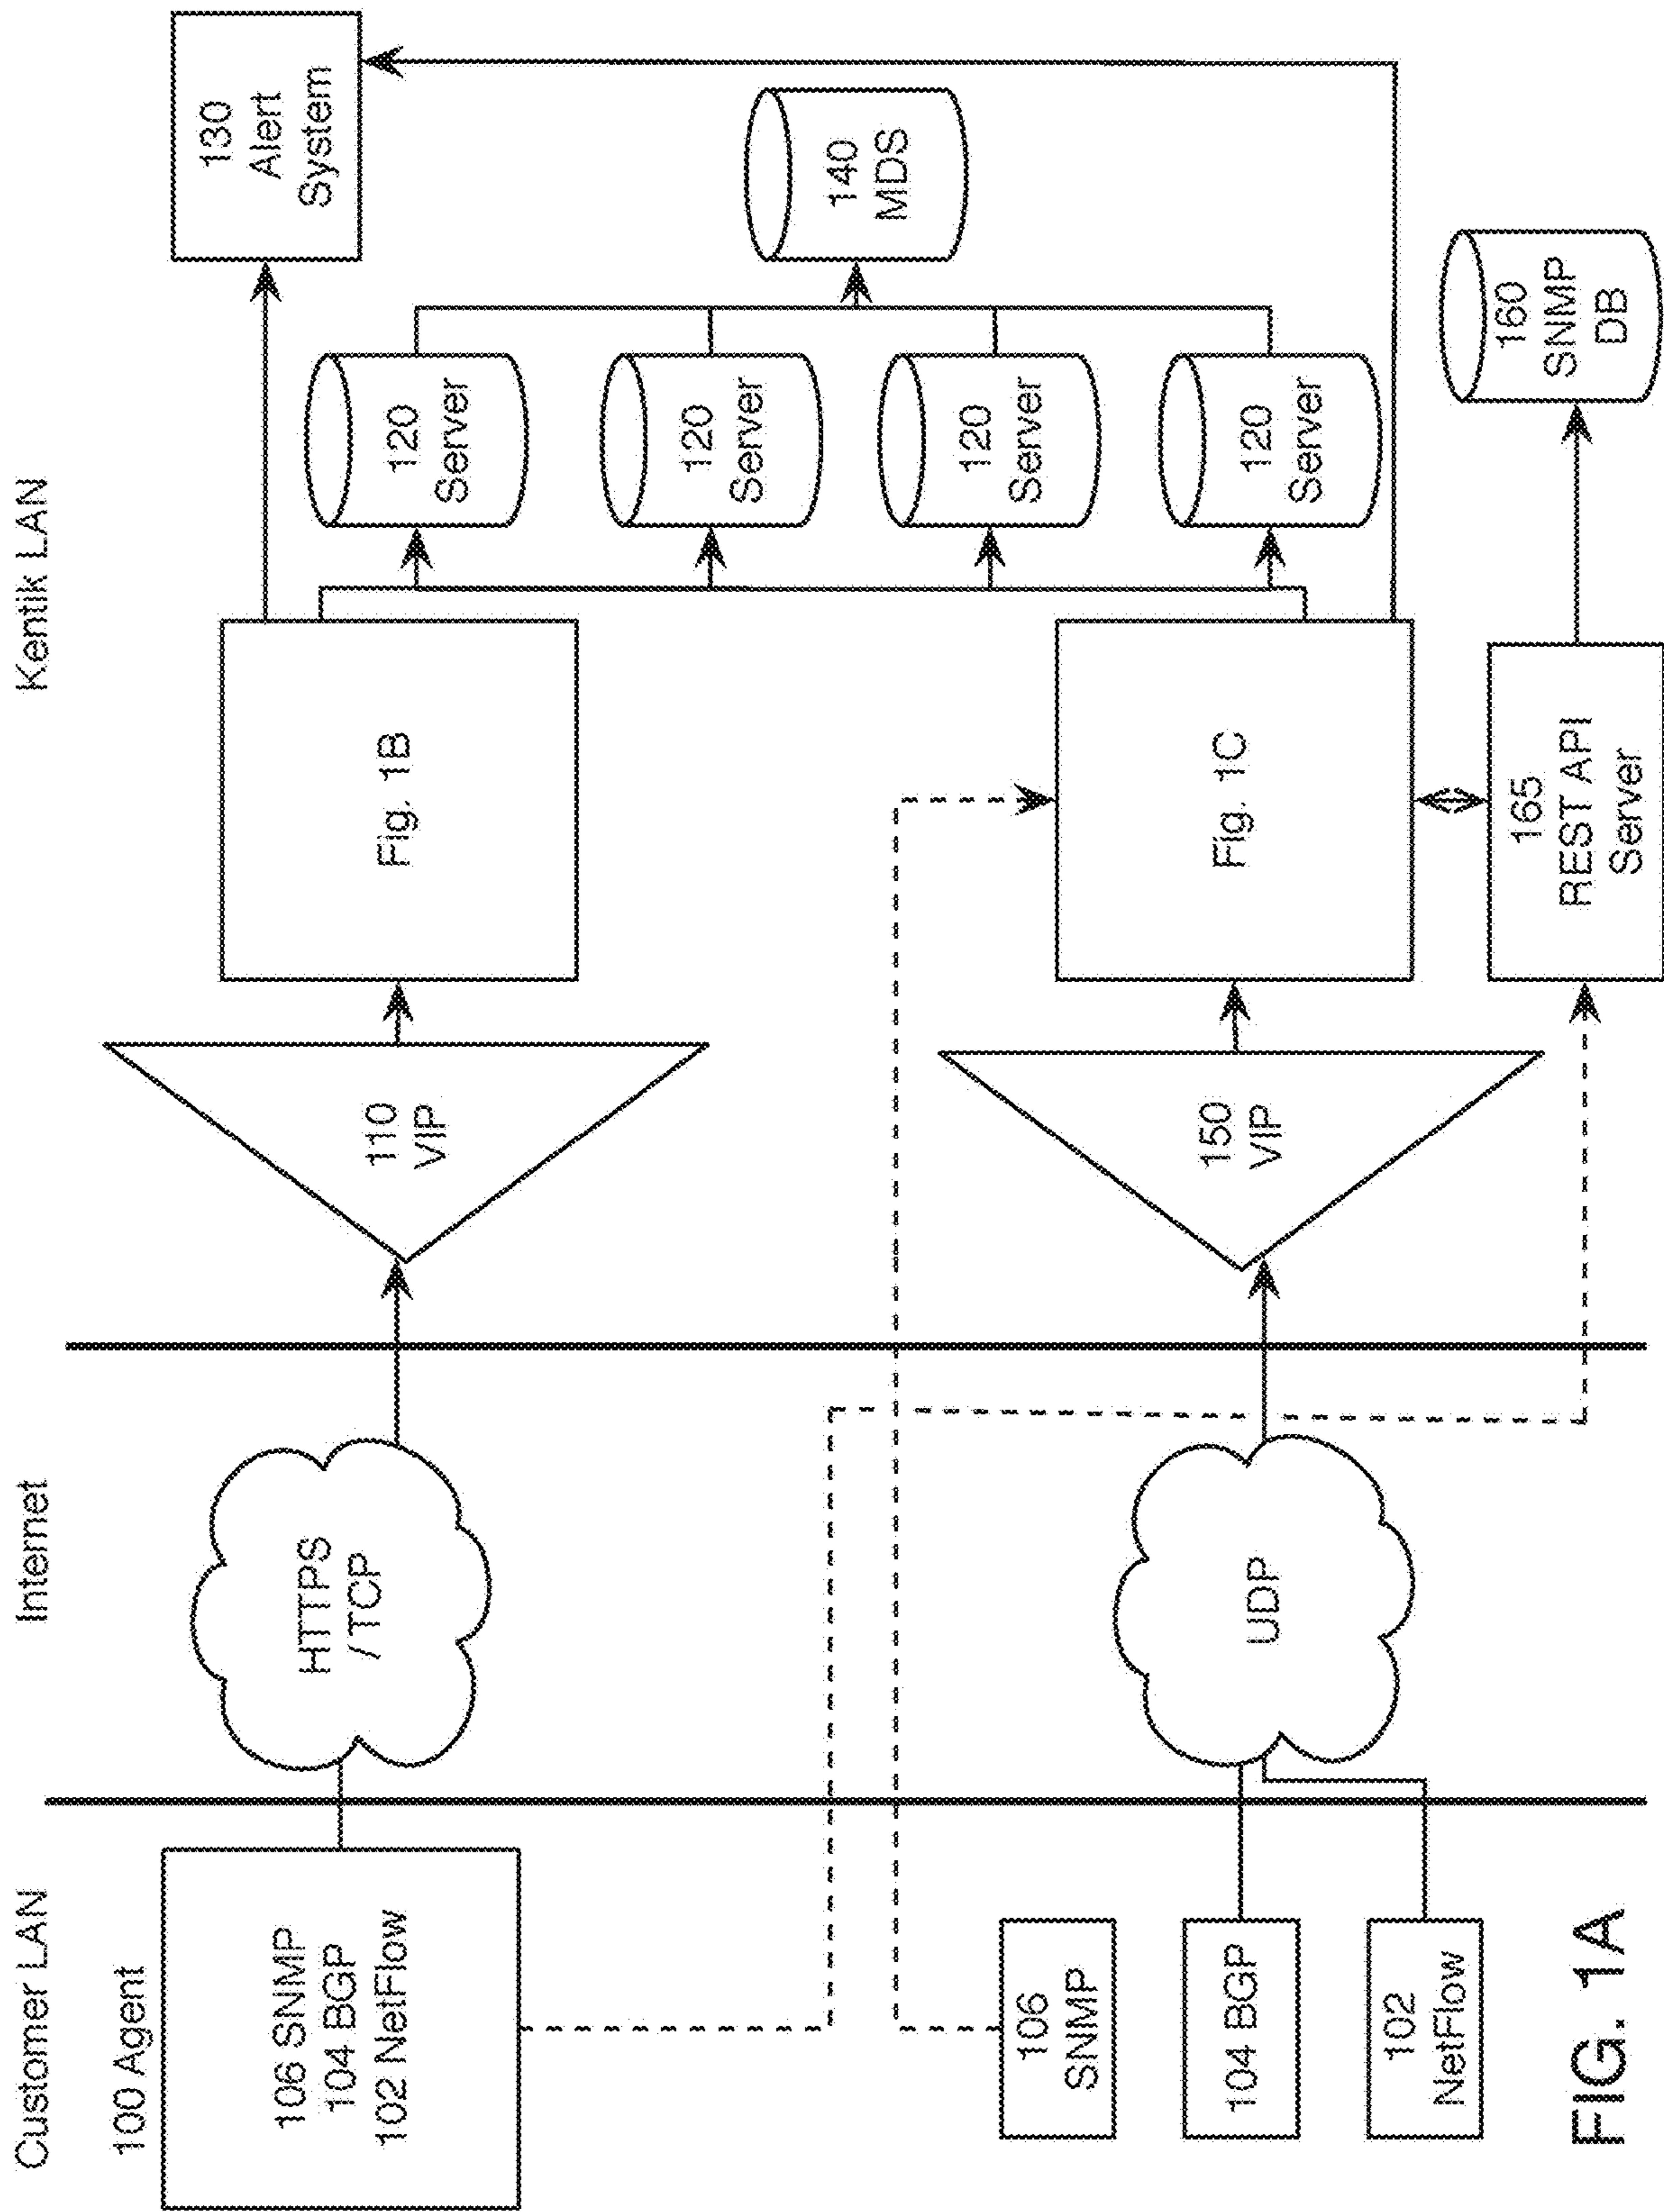 Customer LAN
Internet
Kentik LAN
100 Agent
106 SNMP
104 BGP
102 NetFlow
HTTPS
/ TCP
110
VIP
Fig. 1B
130
Alert
System
120
Server
120
Server
120
Server
120
Server
140
MDS
106
SNMP
104 BGP
102
NetFlow
UDP
150
VIP
Fig. 1C
165
REST API
Server
160
SNMP
DB
FIG. 1A